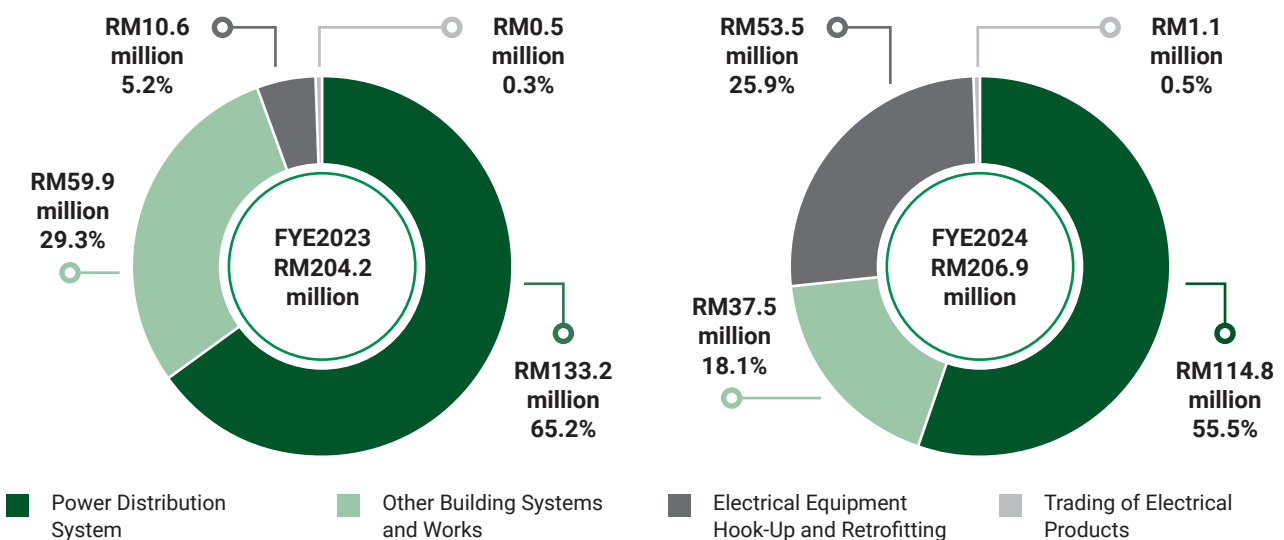 RM10.6
million
5.2%
RM0.5
million
0.3%
RM59.9
million
29.3%
FYE2023
RM204.2
million
RM133.2
million
65.2%
RM53.5
million
25.9%
RM1.1
million
0.5%
RM37.5
million
18.1%
FYE2024
RM206.9
million
RM114.8
million
55.5%
Power Distribution
System
Other Building Systems
and Works
Electrical Equipment
Hook-Up and Retrofitting
Trading of Electrical
Products